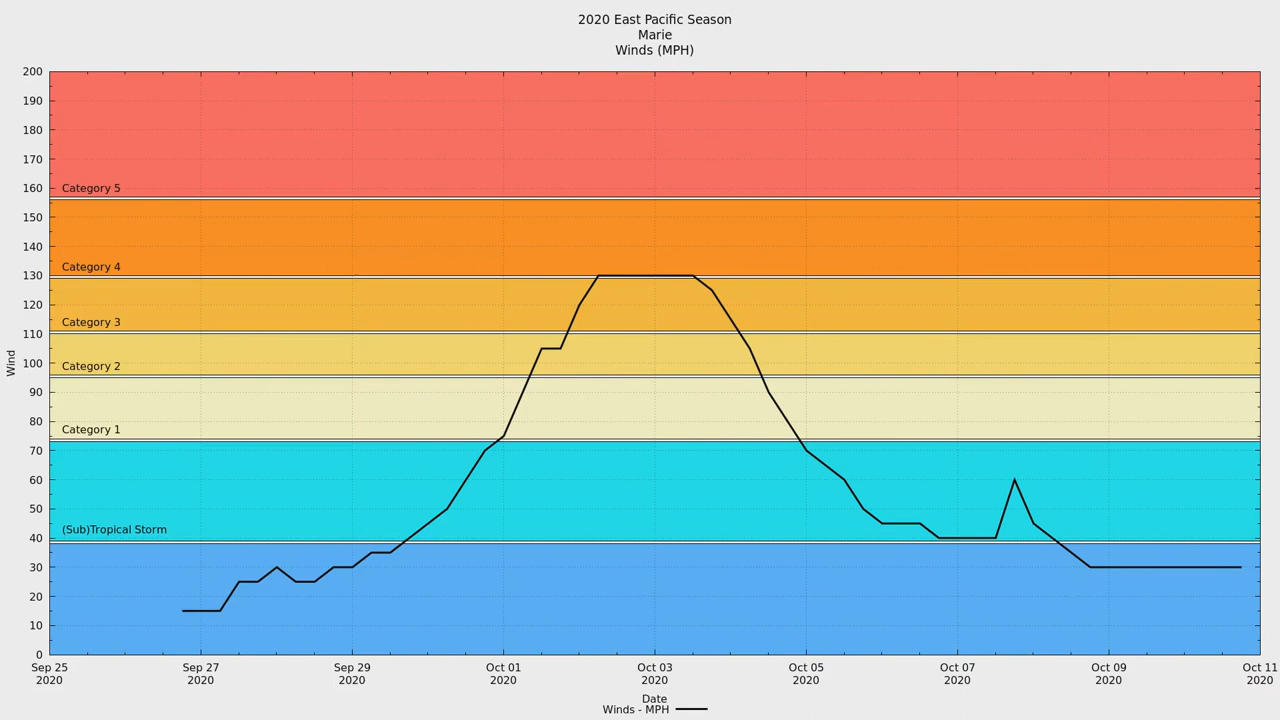 2020 East Pacific Season
Marie
Winds (MPH)
200
190
180
170
160
150
140
130
120
110
100
90
80
70
60
50
40
30
20
10
0
Wind
Category 5
Category 4
Category 3
Category 2
Category 1
(Sub)Tropical Storm
Sep 25 Sep 27 Sep 29 Oct 01 Oct 03 Oct 05 Oct 07 Oct 09 Oct 11
2020 2020 2020 2020 2020 2020 2020 2020 2020
Date
Winds - MPH